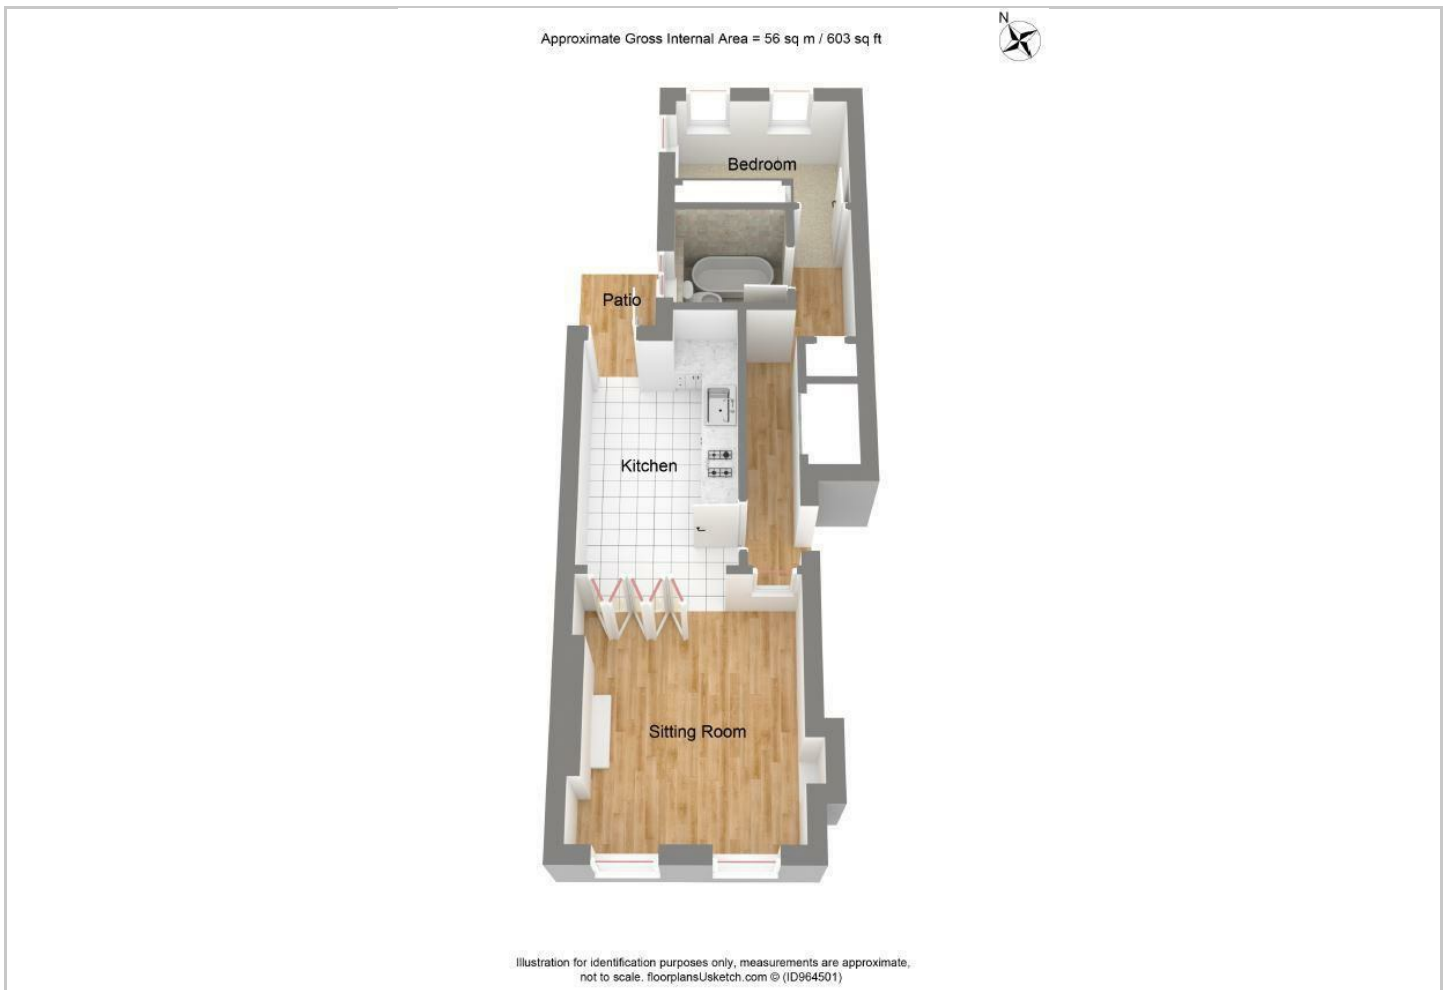 N
Approximate Gross Internal Area = 56 sq m / 603 sq ft
Bedroom
Patio
Kitchen
Sitting Room
Illustration for identification purposes only, measurements are approximate,
not to scale. floorplansUsketch.com © (ID964501)